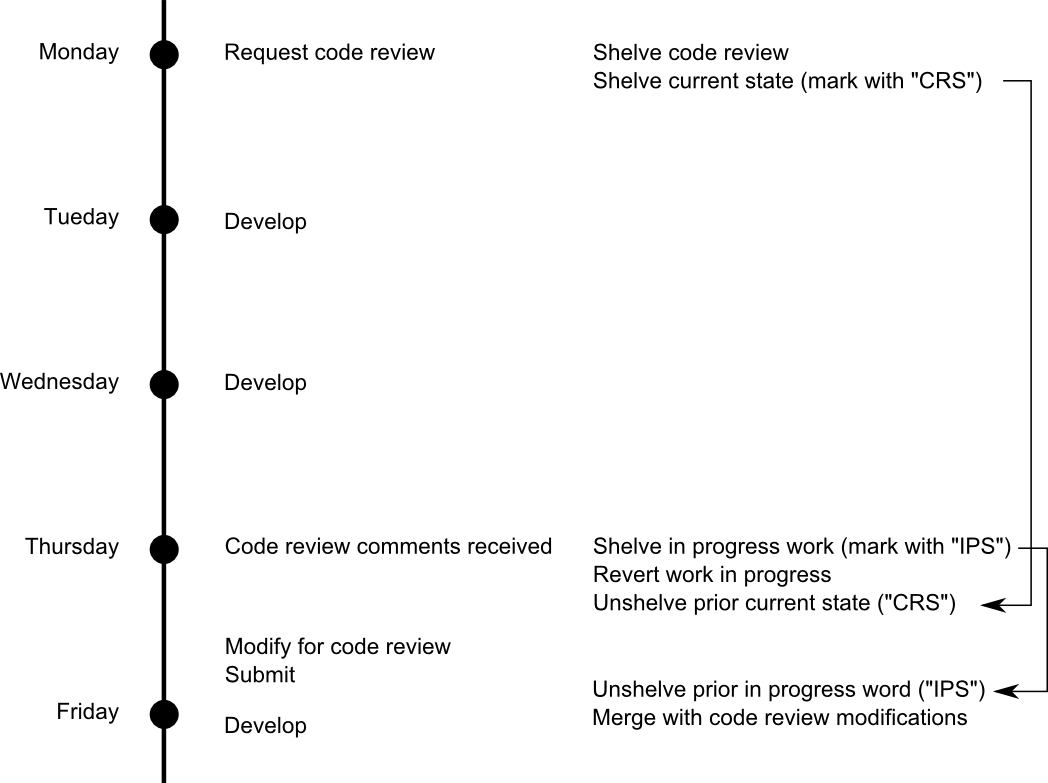 Monday
Request code review
Shelve code review
Shelve current state (mark with "CRS")
Tueday
Develop
Wednesday
Develop
Thursday
Code review comments received
Shelve in progress work (mark with "IPS")
Revert work in progress
Unshelve prior current state ("CRS")
Modify for code review
Submit
Unshelve prior in progress word ("IPS")
Friday
Develop
Merge with code review modifications